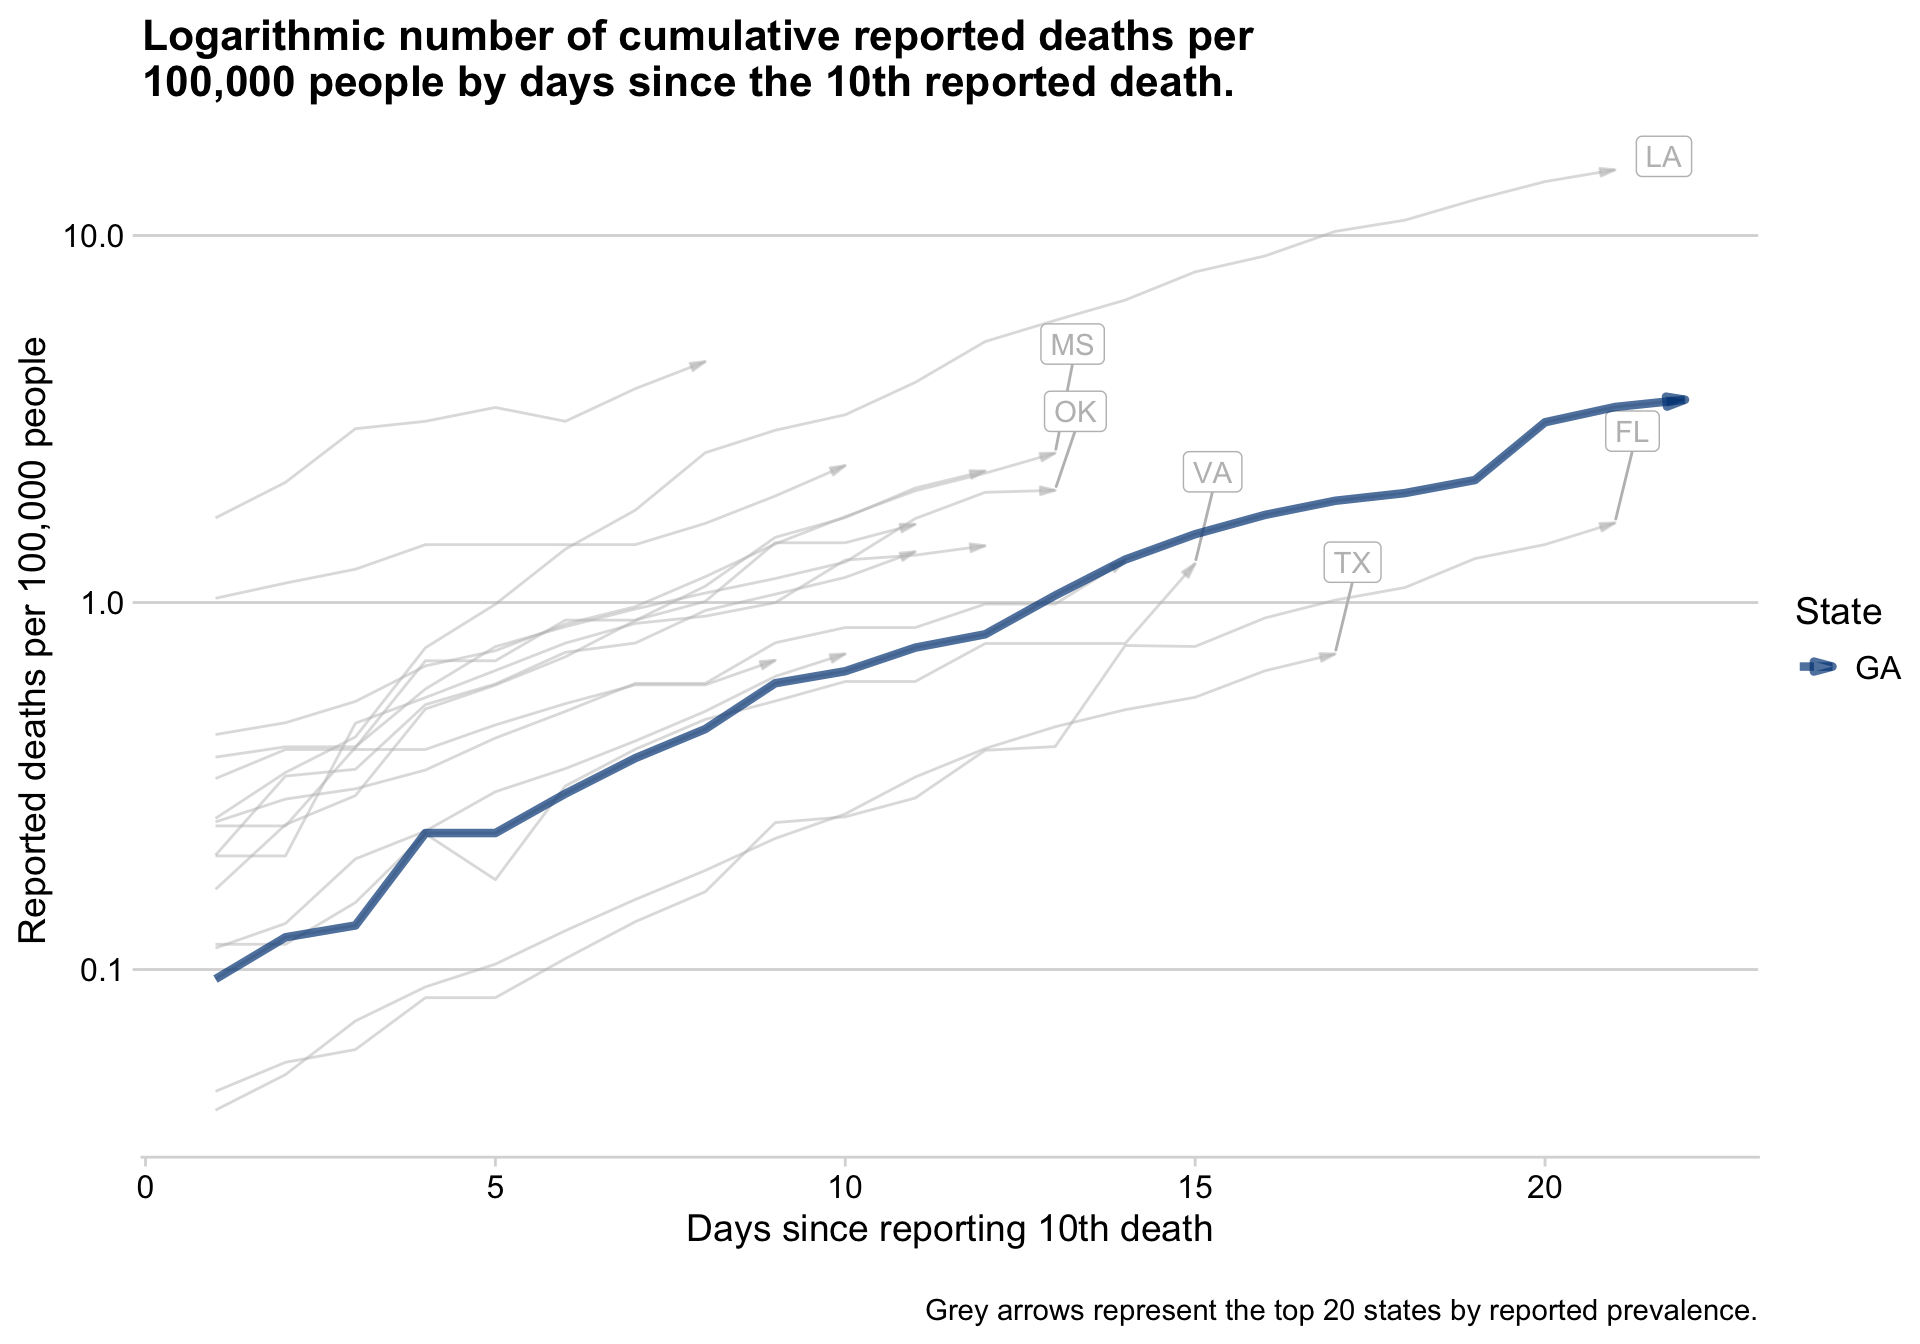 Logarithmic number of cumulative reported deaths per
100,000 people by days since the 10th reported death.
LA
10.0
MS
OK
FL
VA
TX
1.0
0.1
Reported deaths per 100,000 people
State
GA
0
5
10
15
20
Days since reporting 10th death
Grey arrows represent the top 20 states by reported prevalence.